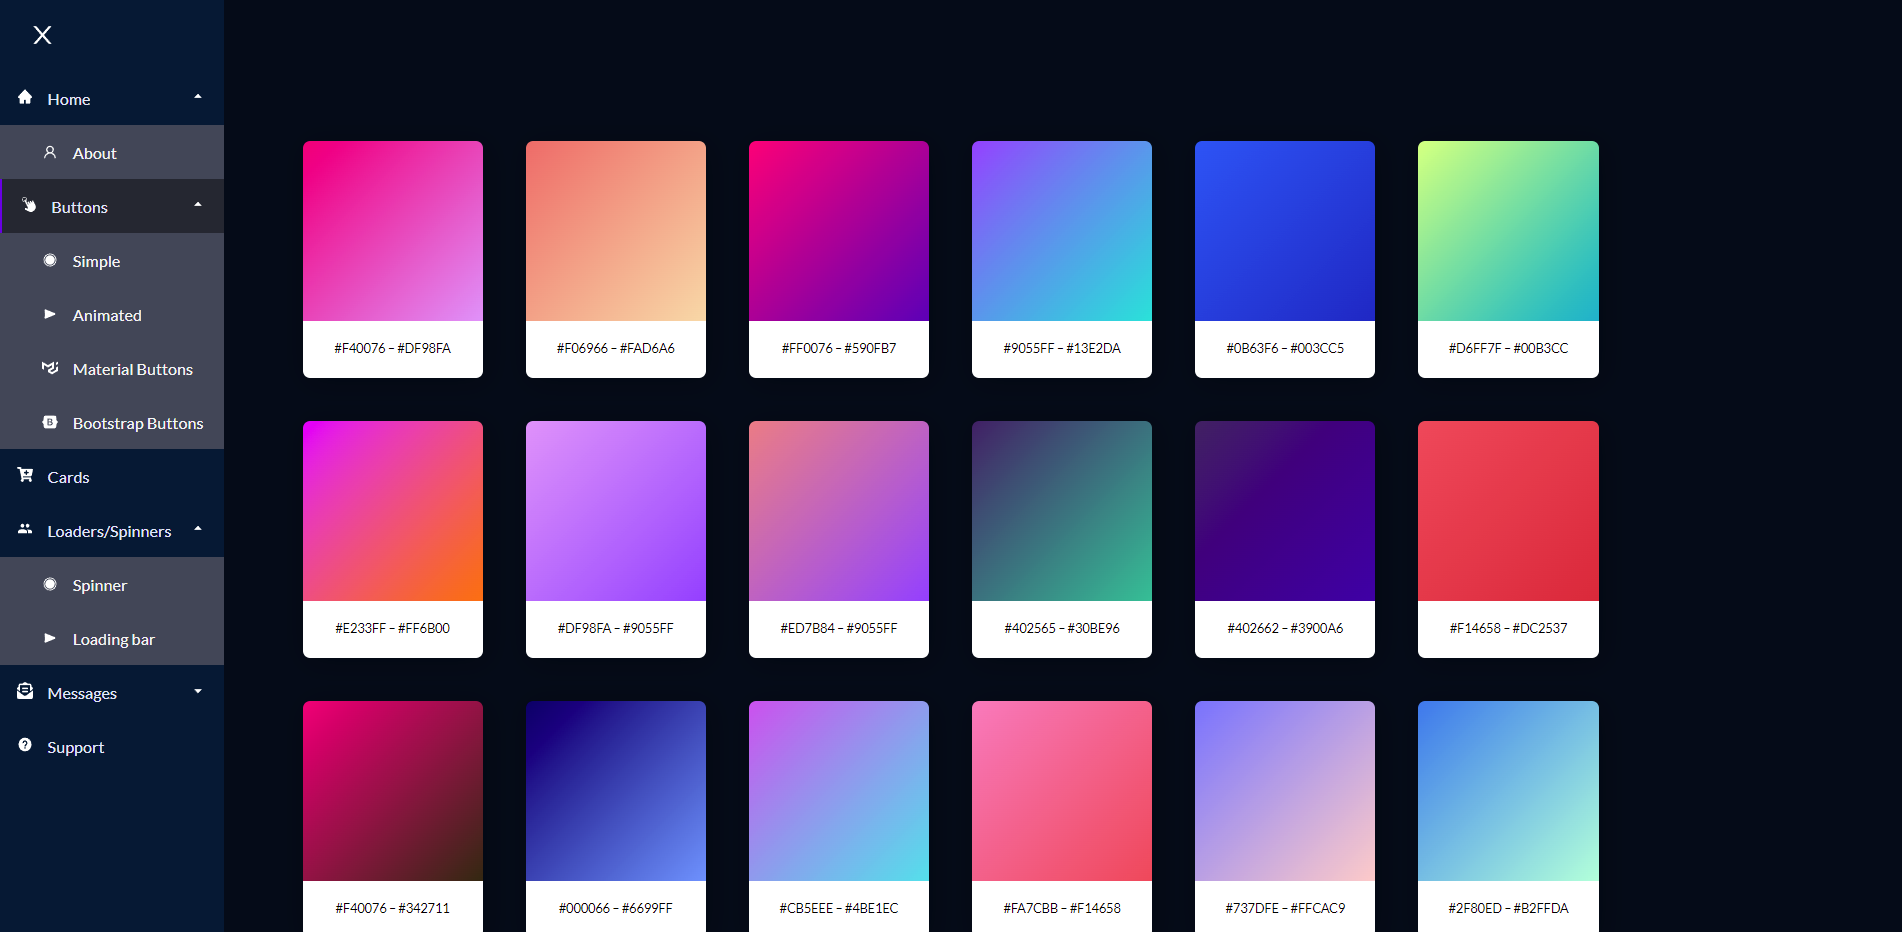 Home
About
Buttons
Simple
Animated
Material Buttons
Bootstrap Buttons
Cards
Loaders/Spinners
Spinner
Loading bar
Messages
Support
#F40076 – #DF98FA
#F06966 – #FAD6A6
#FF0076 – #590FB7
#9055FF – #13E2DA
#0B63F6 – #003CC5
#D6FF7F – #00B3CC
#E233FF – #FF6B00
#DF98FA – #9055FF
#ED7B84 – #9055FF
#402565 – #30BE96
#402662 – #3900A6
#F14658 – #DC2537
#F40076 – #342711
#000066 – #6699FF
#CB5EEE – #4BE1EC
#FA7CBB – #F14658
#737DFE – #FFCAC9
#2F80ED – #B2FFDA